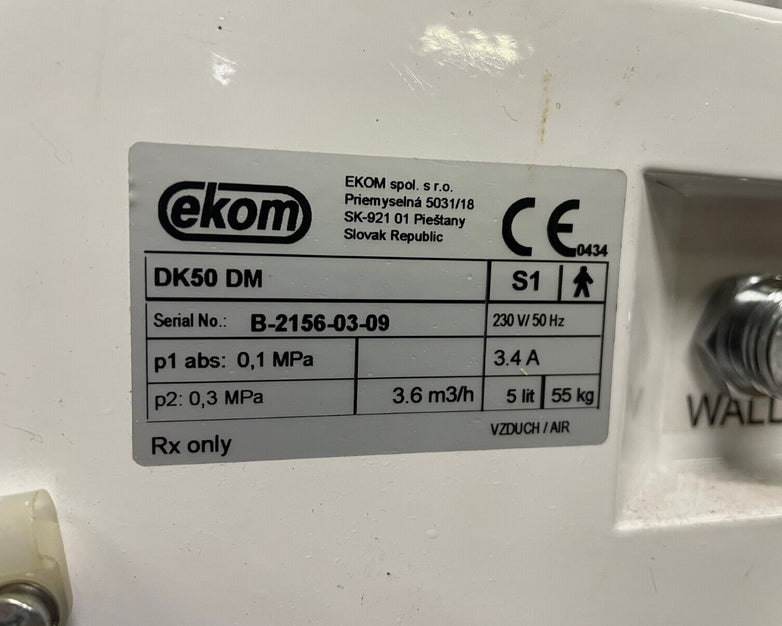 ekom
EKOM spol. s r.o.
Priemyselná 5031/18
SK-921 01 Piešťany
Slovak Republic
CE 0434
DK50 DM S1
Serial No.: B-2156-03-09 230 V/ 50 Hz
p1 abs: 0,1 MPa 3.4 A
p2: 0,3 MPa 3.6 m3/h 5 lit 55 kg
Rx only VZDUCH / AIR
WALL